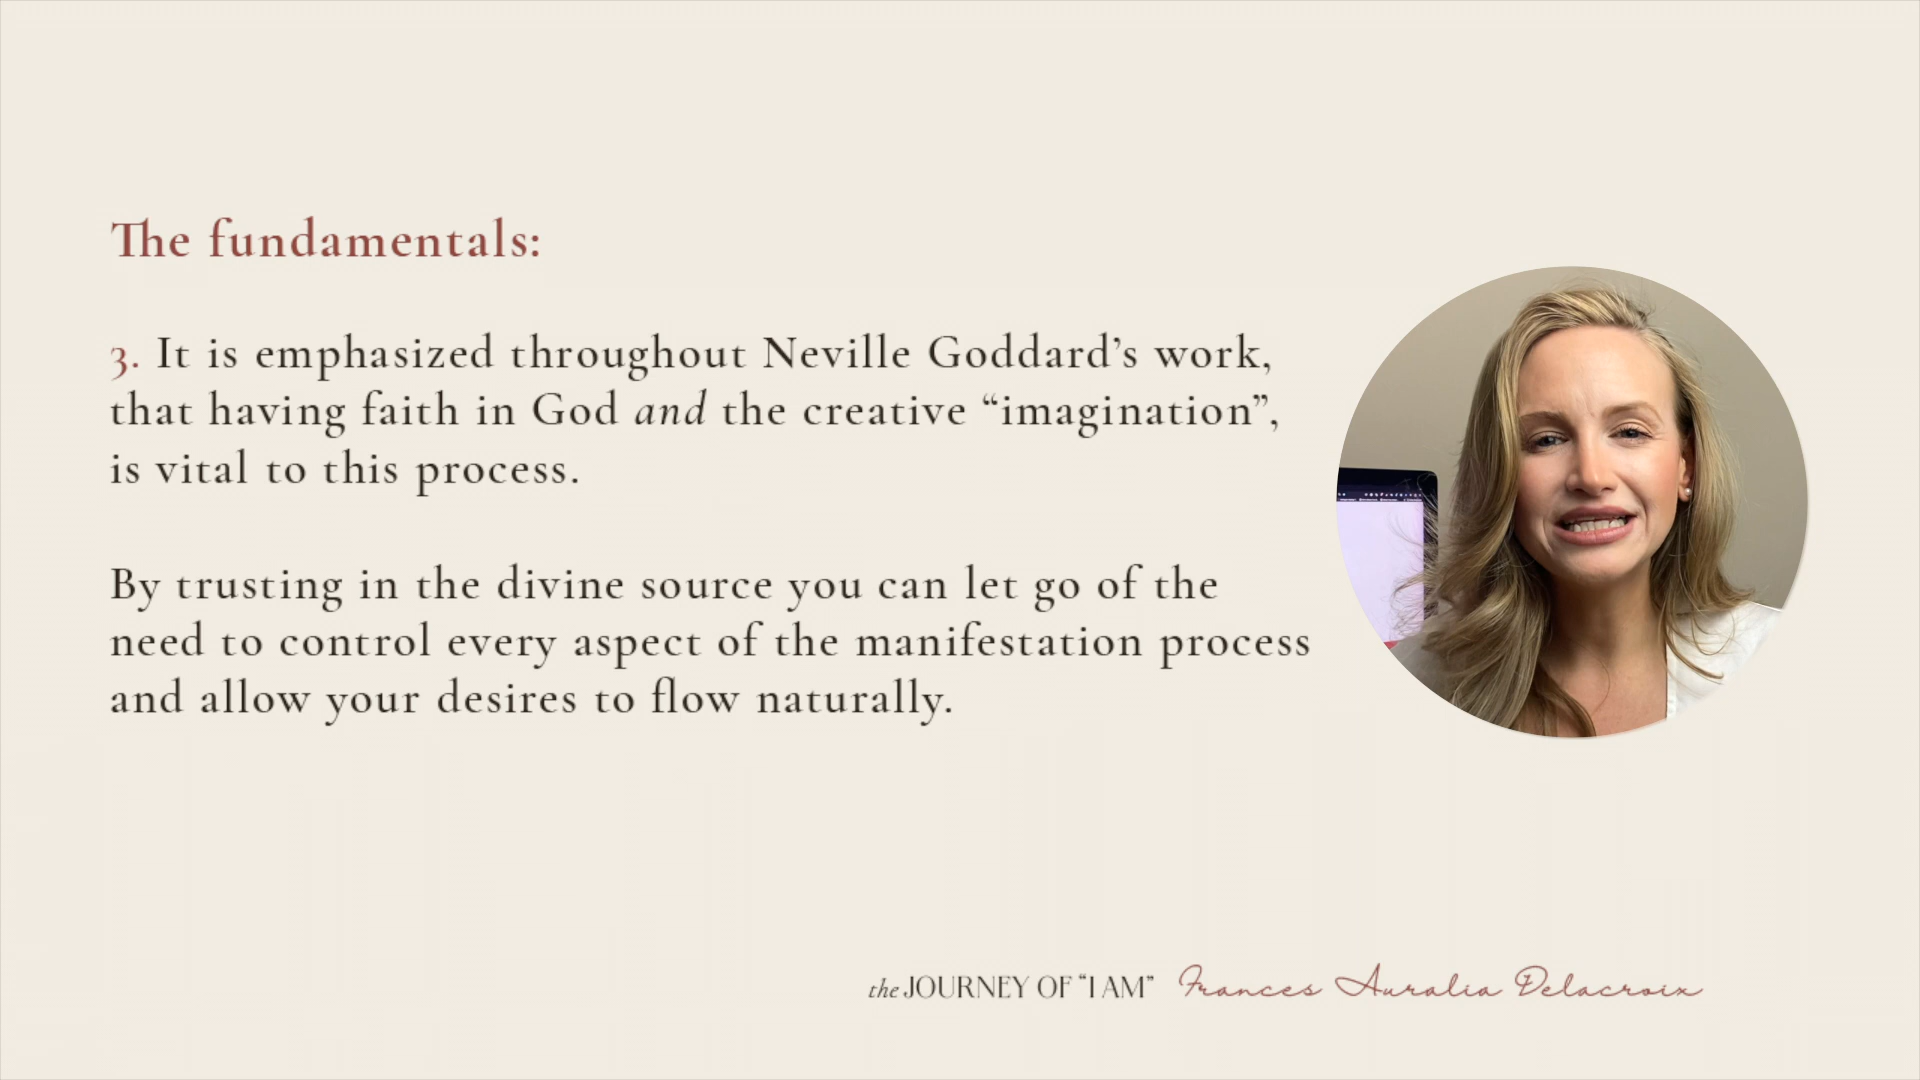 The fundamentals:
3. It is emphasized throughout Neville Goddard’s work,
that having faith in God and the creative “imagination”,
is vital to this process.
By trusting in the divine source you can let go of the
need to control every aspect of the manifestation process
and allow your desires to flow naturally.
the JOURNEY OF “I AM” Frances Auralia Delacroix